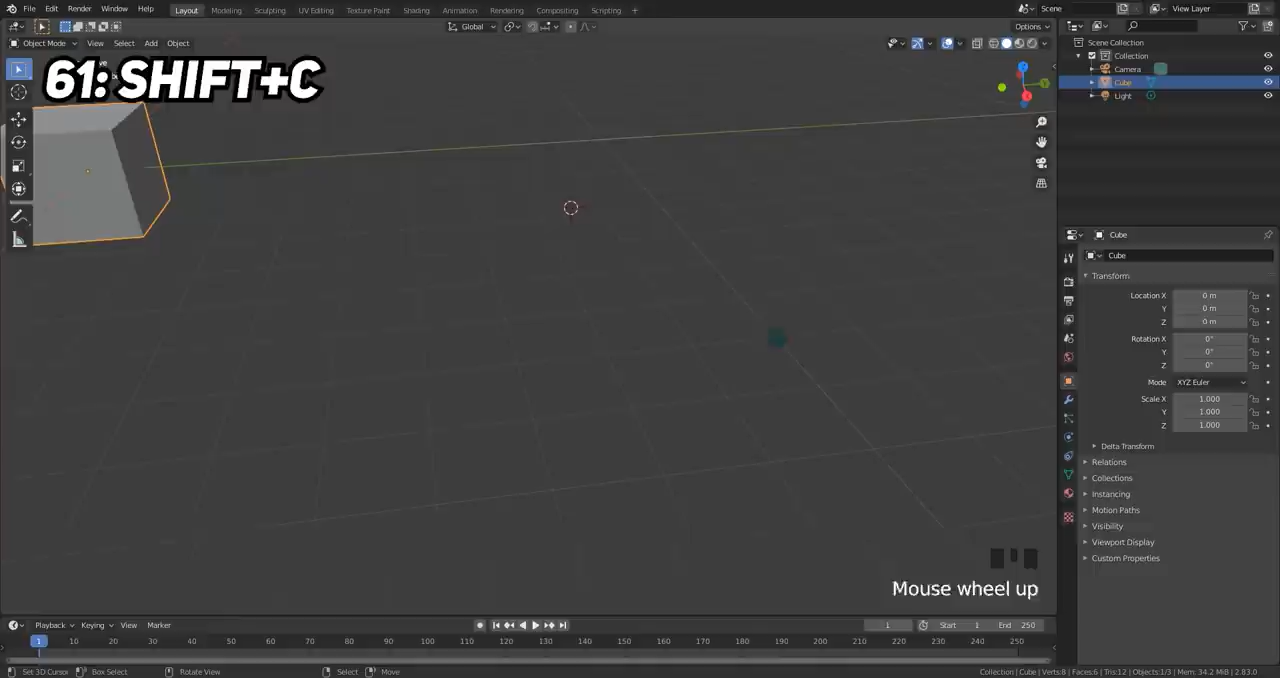 File Edit Render Window Help Layout Modeling Sculpting UV Editing Texture Paint Shading Animation Rendering Compositing Scripting + Scene View Layer
Global Options
Object Mode View Select Add Object
61: SHIFT+C
Scene Collection
Collection
Camera
Cube
Light
Cube
Cube
Transform
Location X 0 m
Y 0 m
Z 0 m
Rotation X 0°
Y 0°
Z 0°
Mode XYZ Euler
Scale X 1.000
Y 1.000
Z 1.000
Delta Transform
Relations
Collections
Instancing
Motion Paths
Visibility
Viewport Display
Custom Properties
Mouse wheel up
Playback Keying View Marker 1 Start 1 End 250
1 10 20 30 40 50 60 70 80 90 100 110 120 130 140 150 160 170 180 190 200 210 220 230 240 250
Set 3D Cursor Box Select Rotate View Select Move Collection | Cube | Verts:8 | Faces:6 | Tris:12 | Objects:1/3 | Mem: 34.2 MiB | 2.83.0